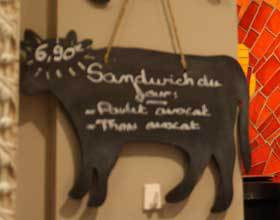 6,90€
Sandwich du
jour:
- Poulet avocat
- Thon avocat